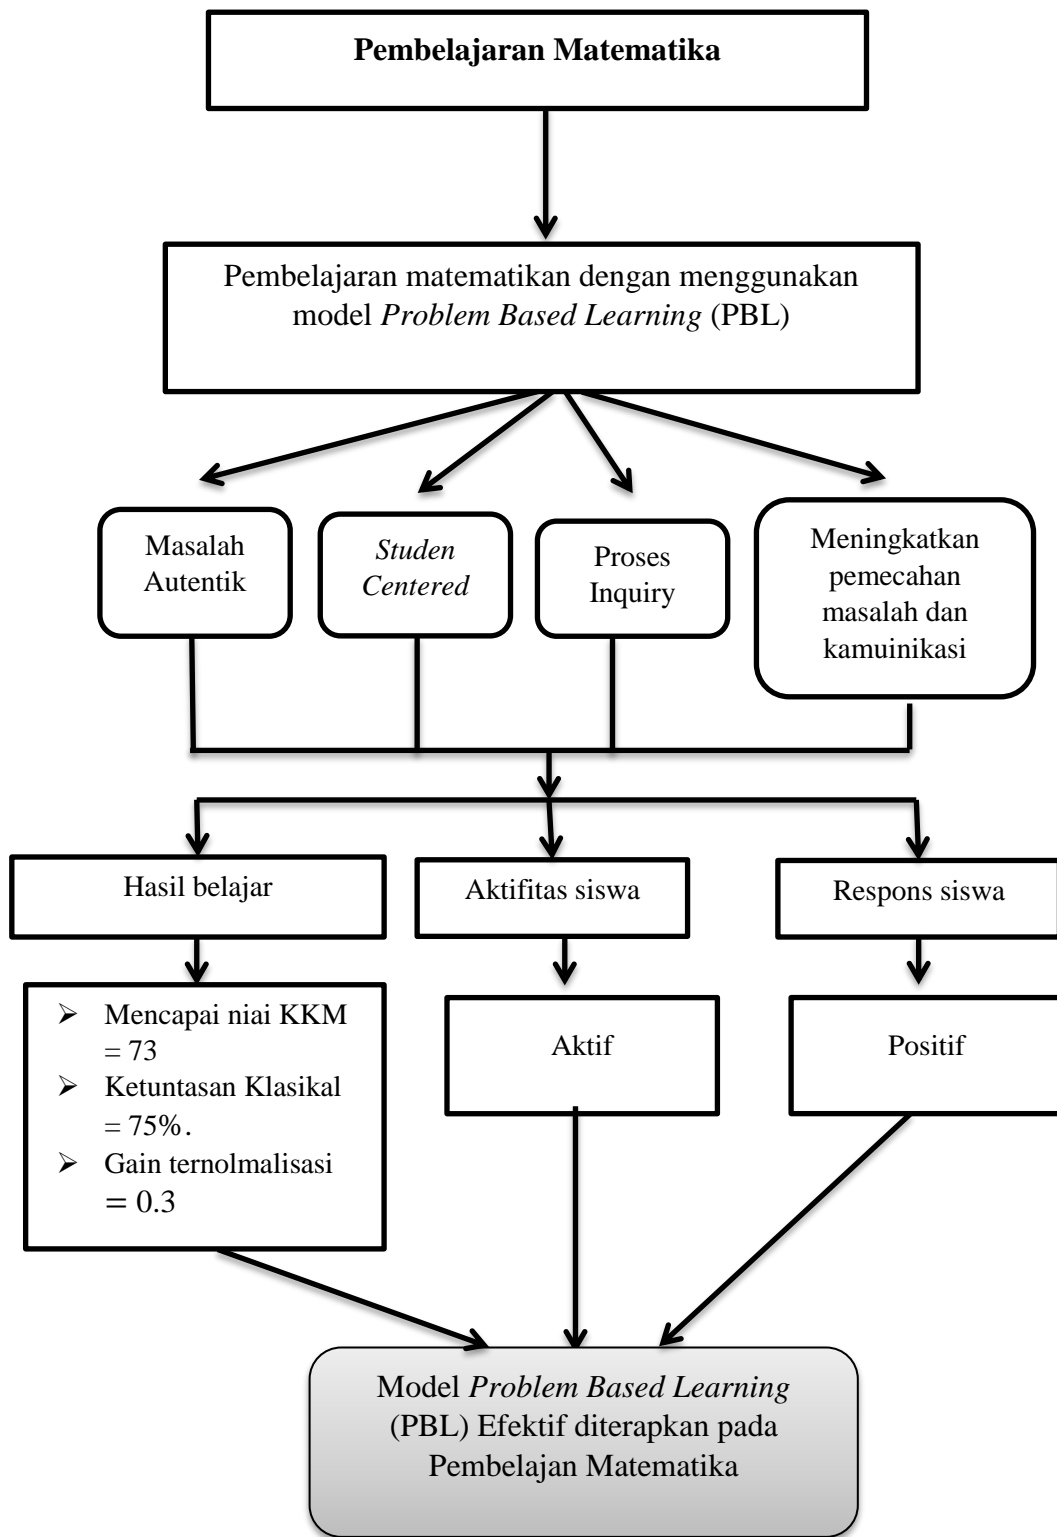 Pembelajaran Matematika
Pembelajaran matematikan dengan menggunakan
model Problem Based Learning (PBL)
Masalah
Autentik
Studen
Centered
Proses
Inquiry
Meningkatkan
pemecahan
masalah dan
kamuinikasi
Hasil belajar
Aktifitas siswa
Respons siswa
➢ Mencapai niai KKM
= 73
➢ Ketuntasan Klasikal
= 75%.
➢ Gain ternolmalisasi
= 0.3
Aktif
Positif
Model Problem Based Learning
(PBL) Efektif diterapkan pada
Pembelajan Matematika